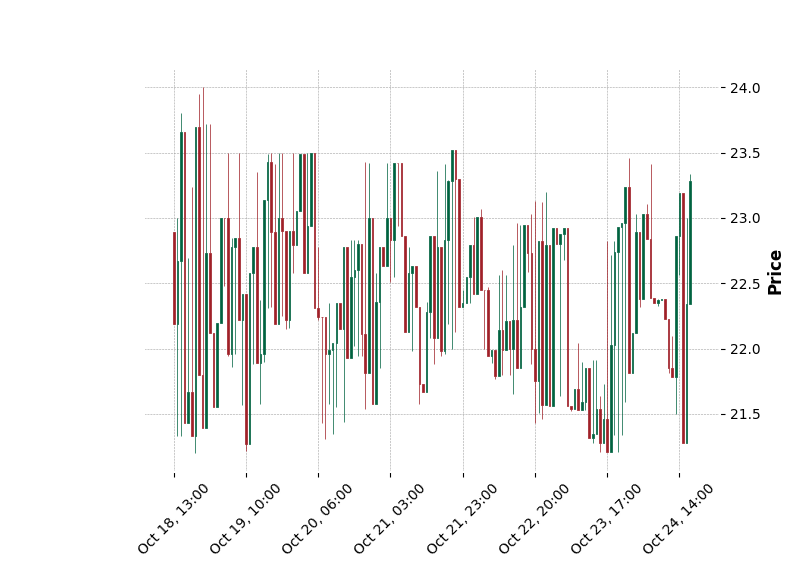 24.0
23.5
23.0
22.5
22.0
21.5
Price
Oct 18, 13:00
Oct 19, 10:00
Oct 20, 06:00
Oct 21, 03:00
Oct 21, 23:00
Oct 22, 20:00
Oct 23, 17:00
Oct 24, 14:00